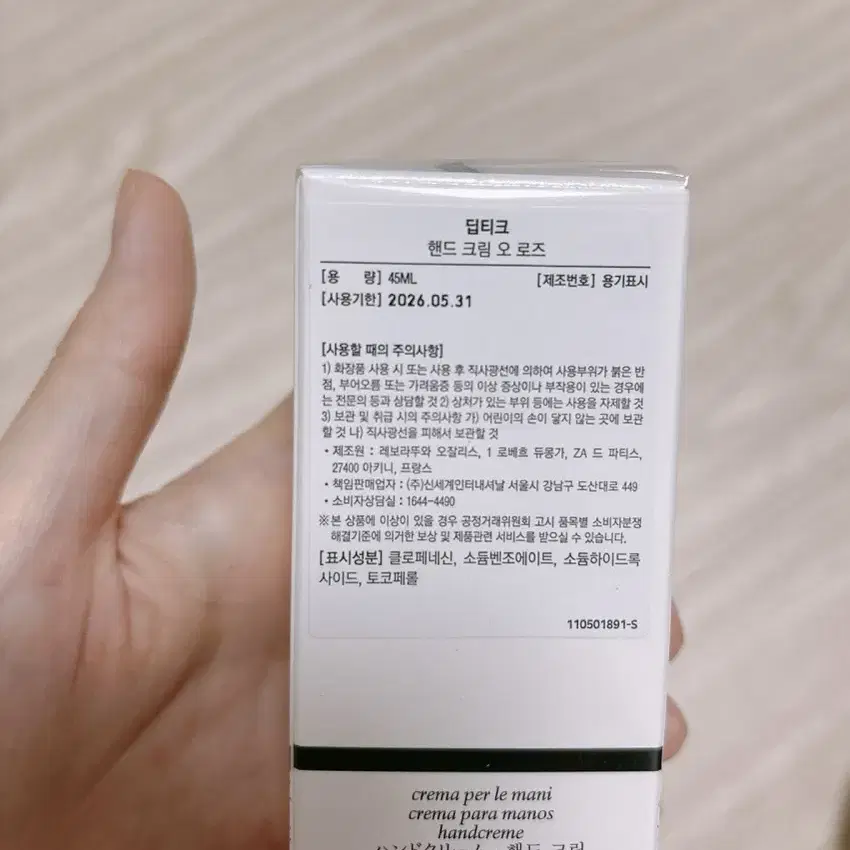 딥티크
핸드 크림 오 로즈
[용 량] 45ML [제조번호] 용기표시
[사용기한] 2026.05.31
[사용할 때의 주의사항]
1) 화장품 사용 시 또는 사용 후 직사광선에 의하여 사용부위가 붉은 반
점, 부어오름 또는 가려움증 등의 이상 증상이나 부작용이 있는 경우에
는 전문의 등과 상담할 것 2) 상처가 있는 부위 등에는 사용을 자제할 것
3) 보관 및 취급 시의 주의사항 가) 어린이의 손이 닿지 않는 곳에 보관
할 것 나) 직사광선을 피해서 보관할 것
• 제조원 : 레보라뚜와 오잘리스, 1 로베흐 듀몽가, ZA 드 파티스,
27400 아키니, 프랑스
• 책임판매업자 : (주)신세계인터내셔날 서울시 강남구 도산대로 449
• 소비자상담실 : 1644-4490
※ 본 상품에 이상이 있을 경우 공정거래위원회 고시 품목별 소비자분쟁
해결기준에 의거한 보상 및 제품관련 서비스를 받으실 수 있습니다.
[표시성분] 클로페네신, 소듐벤조에이트, 소듐하이드록
사이드, 토코페롤
110501891-S
crema per le mani
crema para manos
handcreme
ハンドクリーム 핸드 크림